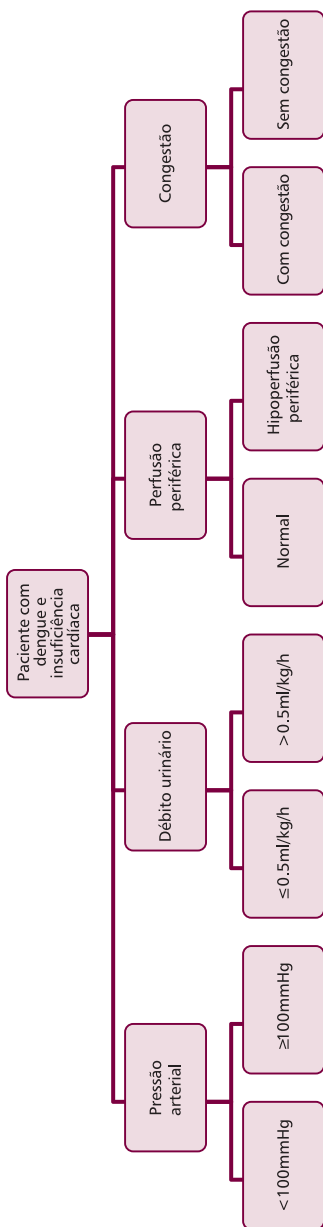 Paciente com
dengue e
insuficiência
cardíaca
Pressão
arterial
Débito urinário
Perfusão
periférica
Congestão
<100mmHg
≥100mmHg
≤0.5ml/kg/h
>0.5ml/kg/h
Normal
Hipoperfusão
periférica
Com congestão
Sem congestão